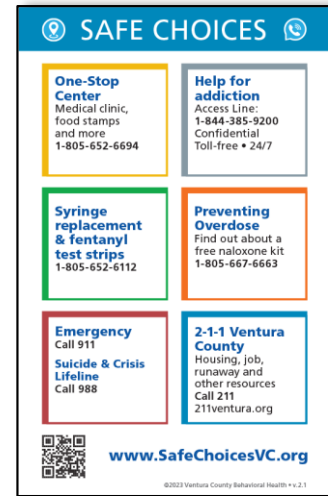 SAFE CHOICES
One-Stop
Center
Medical clinic,
food stamps
and more
1-805-652-6694
Help for
addiction
Access Line:
1-844-385-9200
Confidential
Toll-free • 24/7
Syringe
replacement
& fentanyl
test strips
1-805-652-6112
Preventing
Overdose
Find out about a
free naloxone kit
1-805-667-6663
Emergency
Call 911
Suicide & Crisis
Lifeline
Call 988
2-1-1 Ventura
County
Housing, job,
runaway and
other resources
Call 211
211ventura.org
www.SafeChoicesVC.org
©2023 Ventura County Behavioral Health • v.2.1